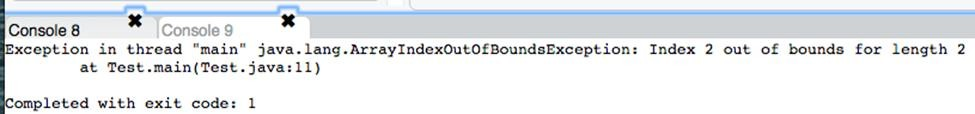 Console 8 Console 9
Exception in thread "main" java.lang.ArrayIndexOutOfBoundsException: Index 2 out of bounds for length 2
at Test.main(Test.java:11)
Completed with exit code: 1